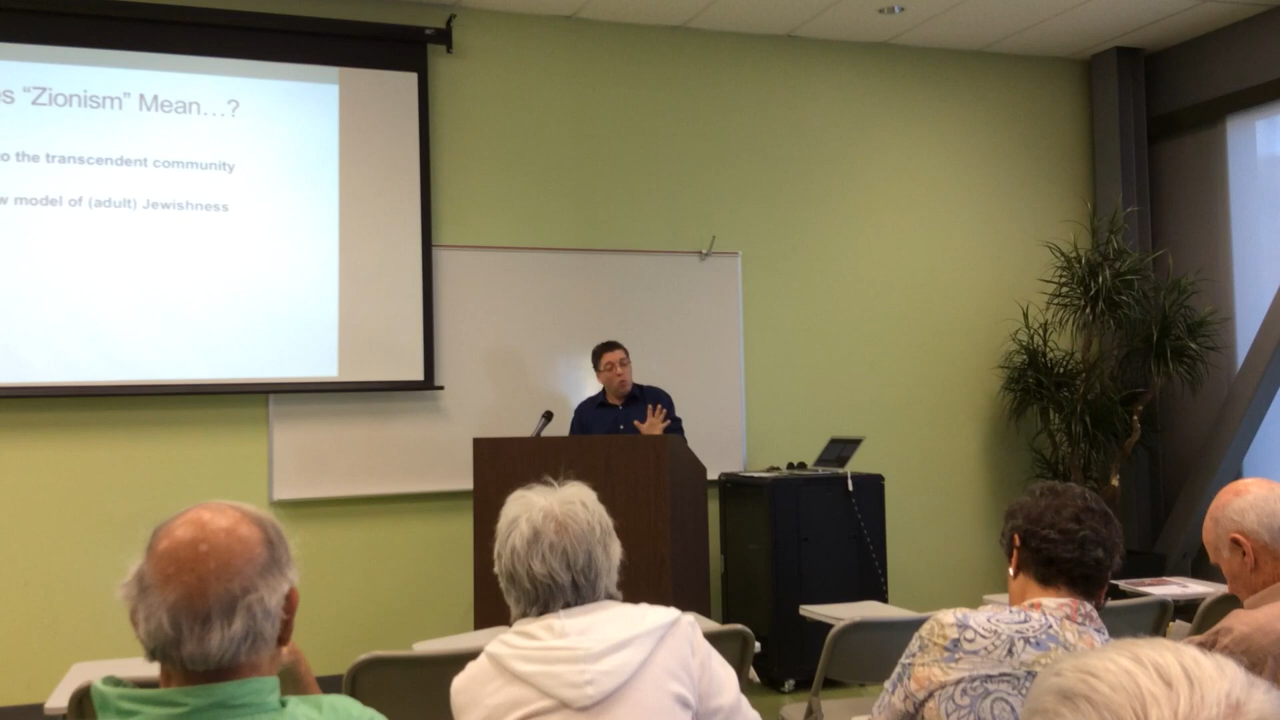 s “Zionism” Mean…?
o the transcendent community
w model of (adult) Jewishness